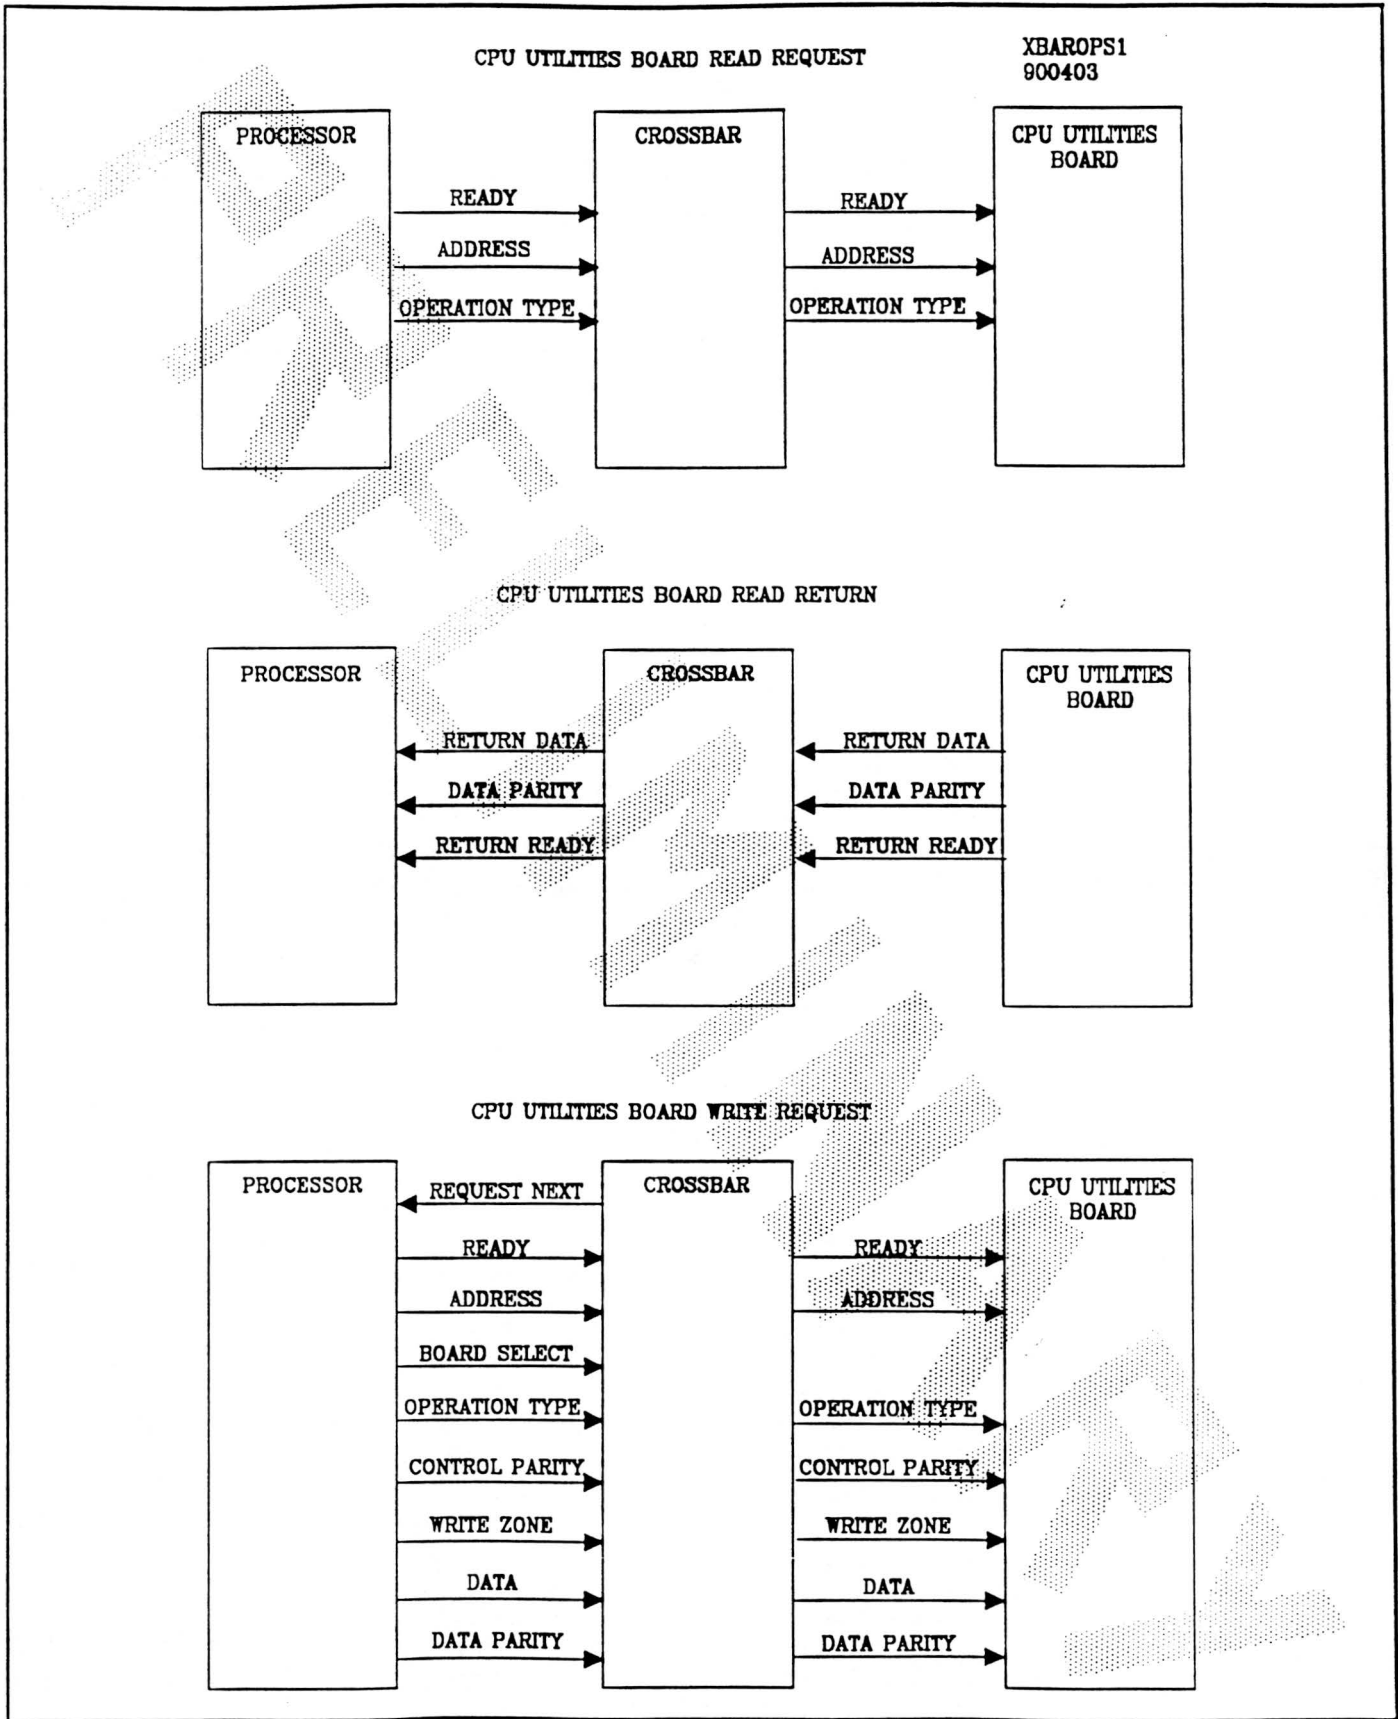 CPU UTILITIES BOARD READ REQUEST
XBAROPS1
900403
PROCESSOR
CROSSBAR
CPU UTILITIES
BOARD
READY
READY
ADDRESS
ADDRESS
OPERATION TYPE
OPERATION TYPE
CPU UTILITIES BOARD READ RETURN
PROCESSOR
CROSSBAR
CPU UTILITIES
BOARD
RETURN DATA
RETURN DATA
DATA PARITY
DATA PARITY
RETURN READY
RETURN READY
CPU UTILITIES BOARD WRITE REQUEST
PROCESSOR
CROSSBAR
CPU UTILITIES
BOARD
REQUEST NEXT
READY
READY
ADDRESS
ADDRESS
BOARD SELECT
OPERATION TYPE
OPERATION TYPE
CONTROL PARITY
CONTROL PARITY
WRITE ZONE
WRITE ZONE
DATA
DATA
DATA PARITY
DATA PARITY
PRELIMINARY